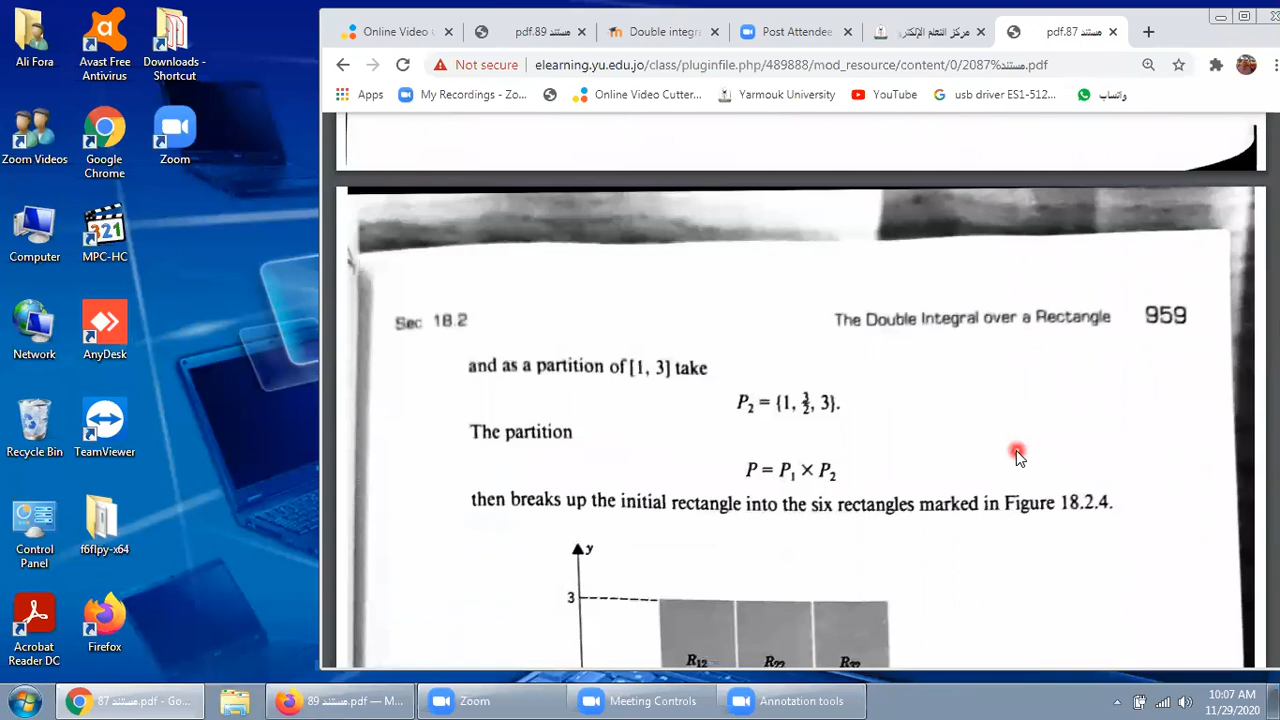 Ali Fora
Avast Free
Antivirus
Downloads -
Shortcut
Zoom Videos
Google
Chrome
Zoom
Computer
MPC-HC
Network
AnyDesk
Recycle Bin
TeamViewer
Control
Panel
f6flpy-x64
Acrobat
Reader DC
Firefox
Online Video
مستند 89.pdf
Double integr
Post Attendee
مركز التعلم الإلكتر
مستند 87.pdf
Not secure
elearning.yu.edu.jo/class/pluginfile.php/489888/mod_resource/content/0/2087%مستند.pdf
Apps
My Recordings - Zo...
Online Video Cutter...
Yarmouk University
YouTube
usb driver ES1-512...
واتساب
Sec 18.2
The Double Integral over a Rectangle
959
and as a partition of [1, 3] take
P₂ = {1, 3/2, 3}.
The partition
P = P₁ × P₂
then breaks up the initial rectangle into the six rectangles marked in Figure 18.2.4.
y
3
R₁₂
R₂₂
R₃₂
مستند 87.pdf - Go...
مستند 89.pdf — M...
Zoom
Meeting Controls
Annotation tools
10:07 AM
11/29/2020